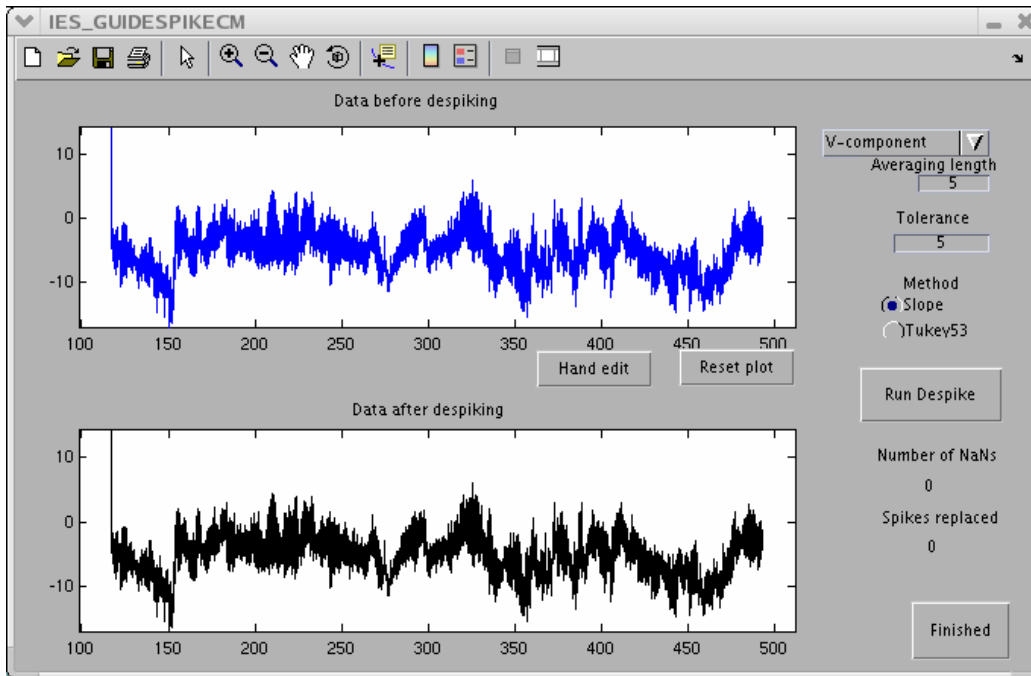 IES_GUIDESPIKECM
Data before despiking
10
0
-10
100 150 200 250 300 350 400 450 500
Hand edit
Reset plot
Data after despiking
10
0
-10
100 150 200 250 300 350 400 450 500
V-component
Averaging length
5
Tolerance
5
Method
Slope
Tukey53
Run Despike
Number of NaNs
0
Spikes replaced
0
Finished